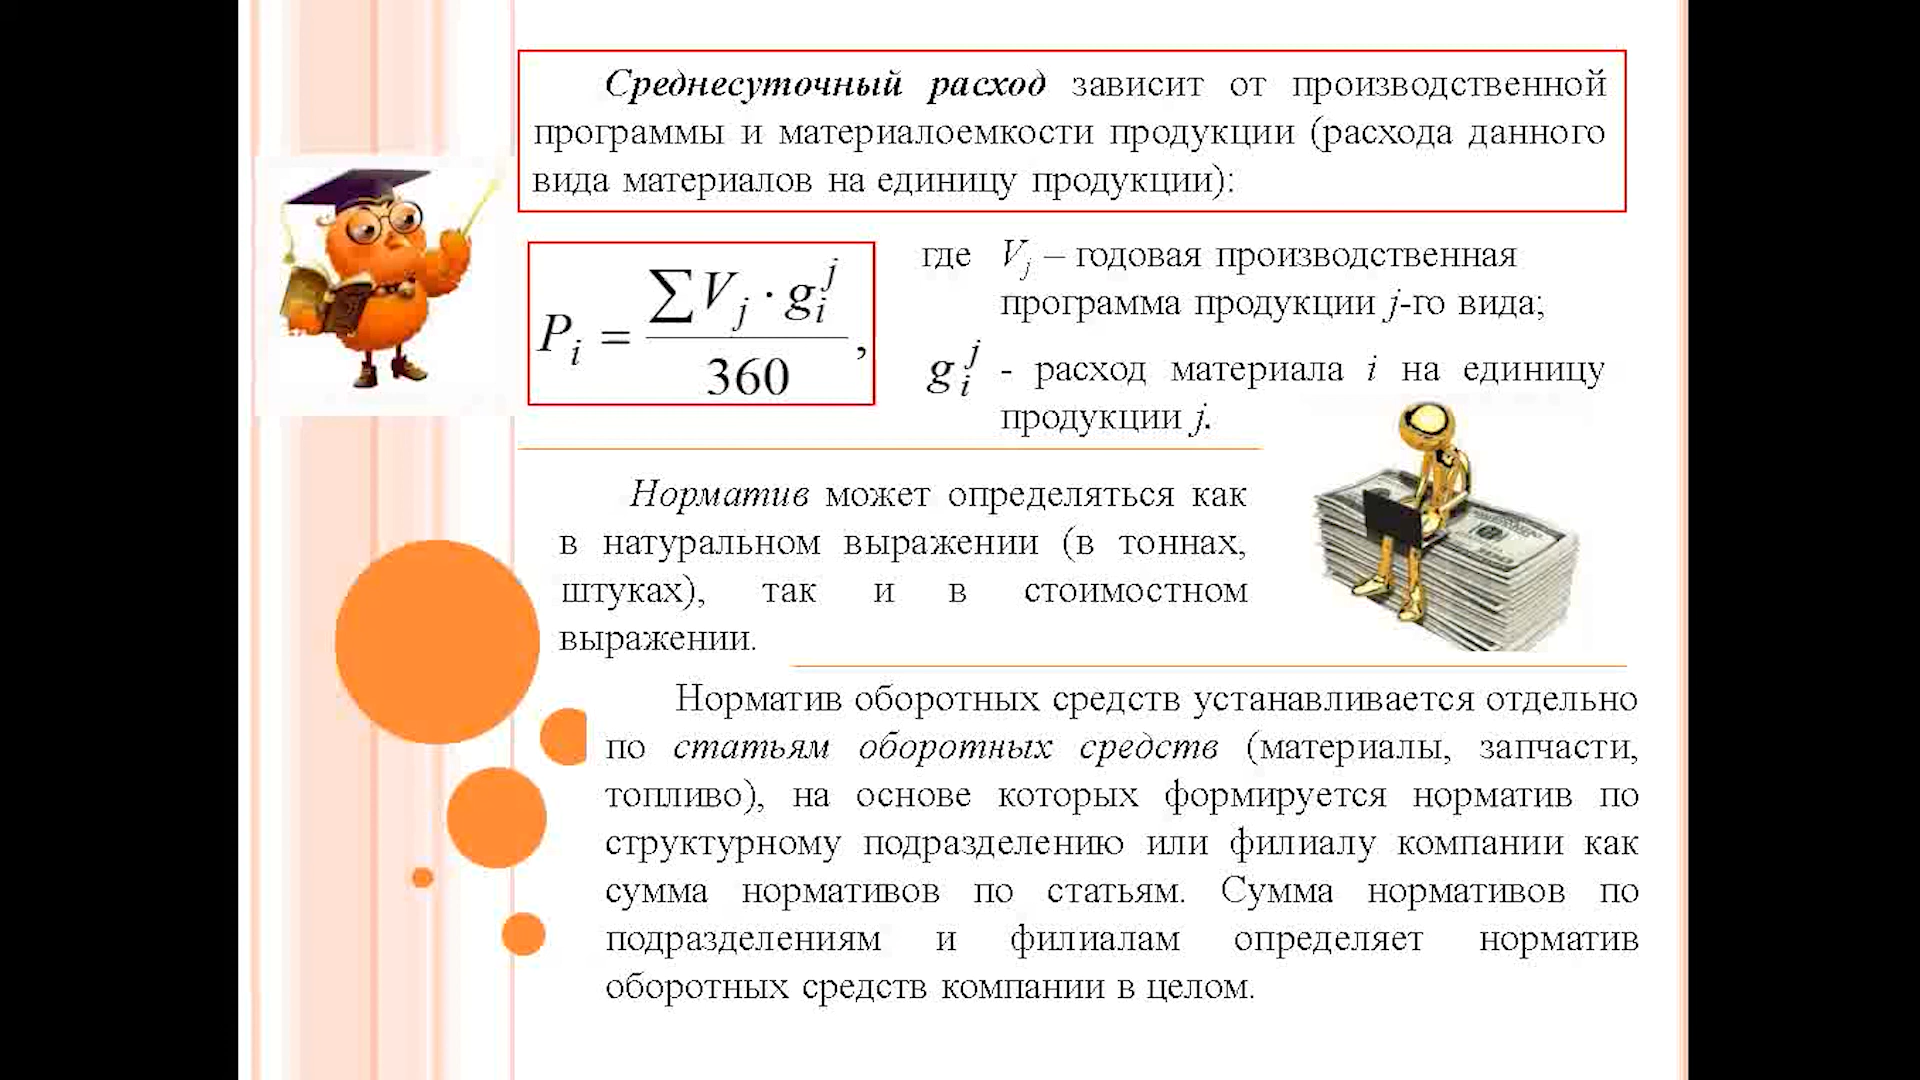 Среднесуточный расход зависит от производственной
программы и материалоемкости продукции (расхода данного
вида материалов на единицу продукции):
P_i = ∑V_j · g_i^j / 360,
где V_j – годовая производственная
программа продукции j-го вида;
g_i^j - расход материала i на единицу
продукции j.
Норматив может определяться как
в натуральном выражении (в тоннах,
штуках), так и в стоимостном
выражении.
Норматив оборотных средств устанавливается отдельно
по статьям оборотных средств (материалы, запчасти,
топливо), на основе которых формируется норматив по
структурному подразделению или филиалу компании как
сумма нормативов по статьям. Сумма нормативов по
подразделениям и филиалам определяет норматив
оборотных средств компании в целом.